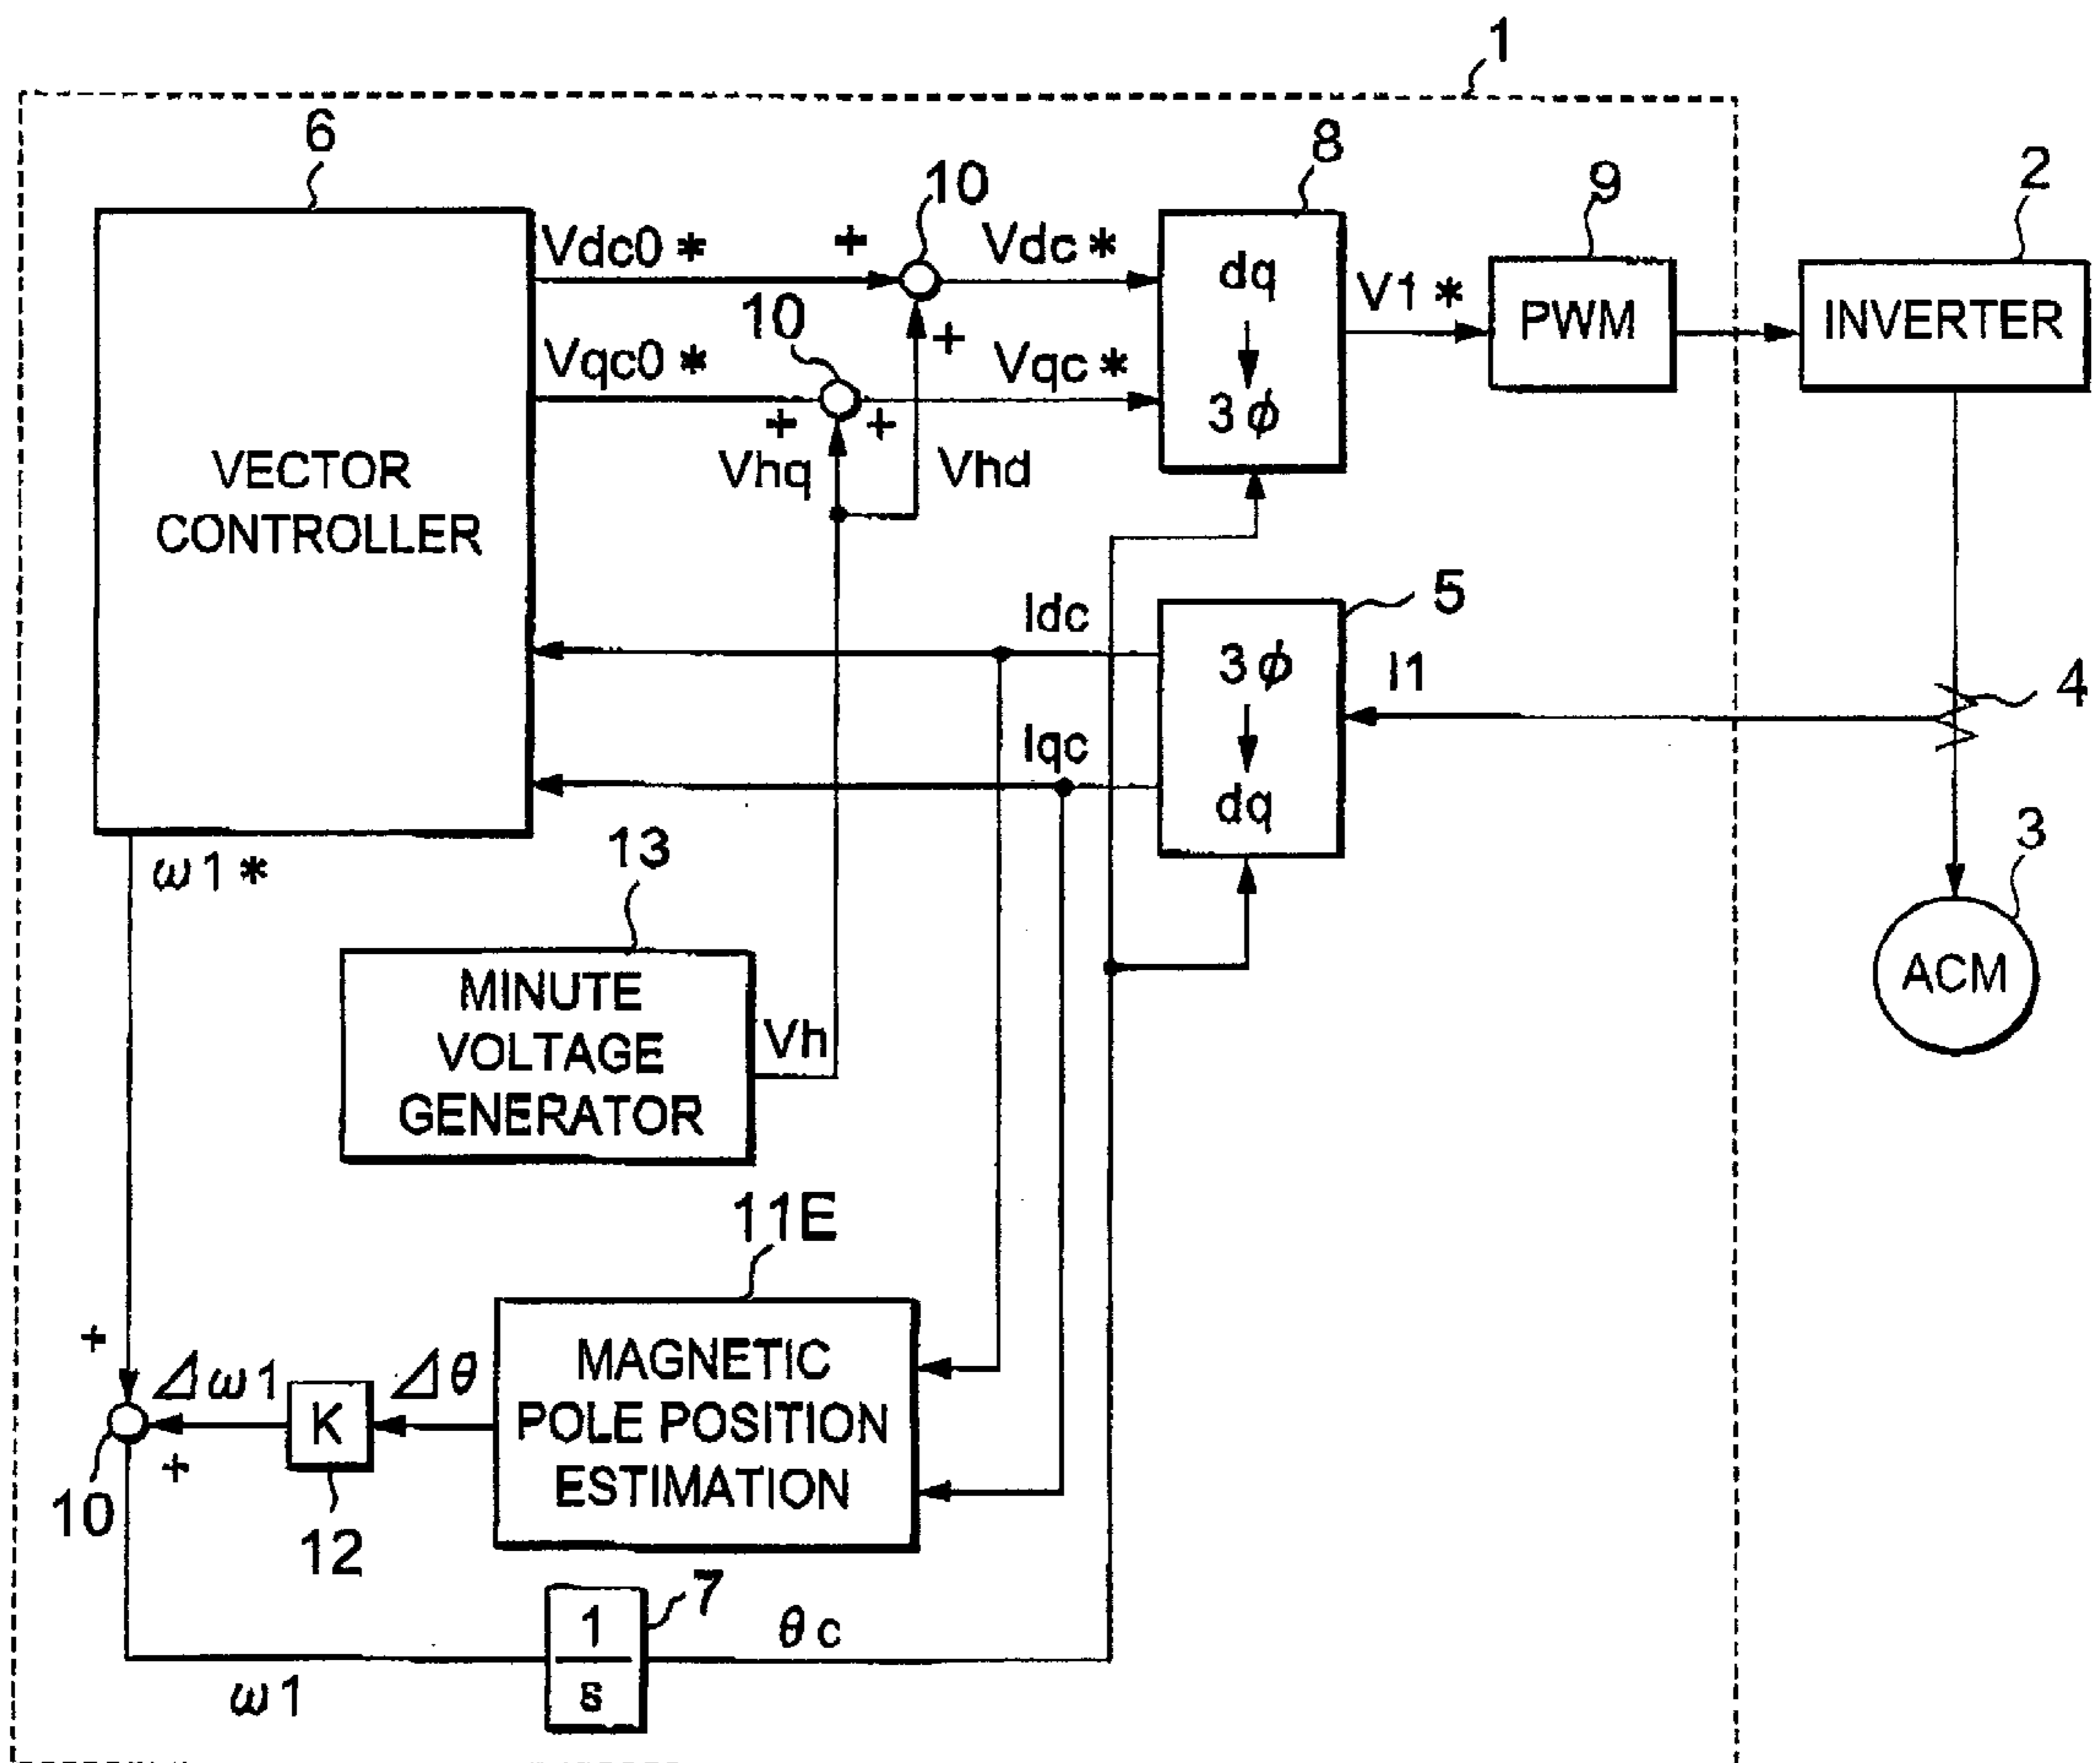 1
6
8
10
9
2
Vdc0*
+
Vdc*
dq
V1*
PWM
INVERTER
10
+
Vqc0*
Vqc*
3φ
+
+
VECTOR
CONTROLLER
Vhq
Vhd
5
Idc
3φ
I1
4
Iqc
dq
3
ω1*
13
ACM
MINUTE
VOLTAGE
GENERATOR
Vh
11E
+
Δω1
K
Δθ
MAGNETIC
POLE POSITION
ESTIMATION
+
10
12
7
1
s
θc
ω1